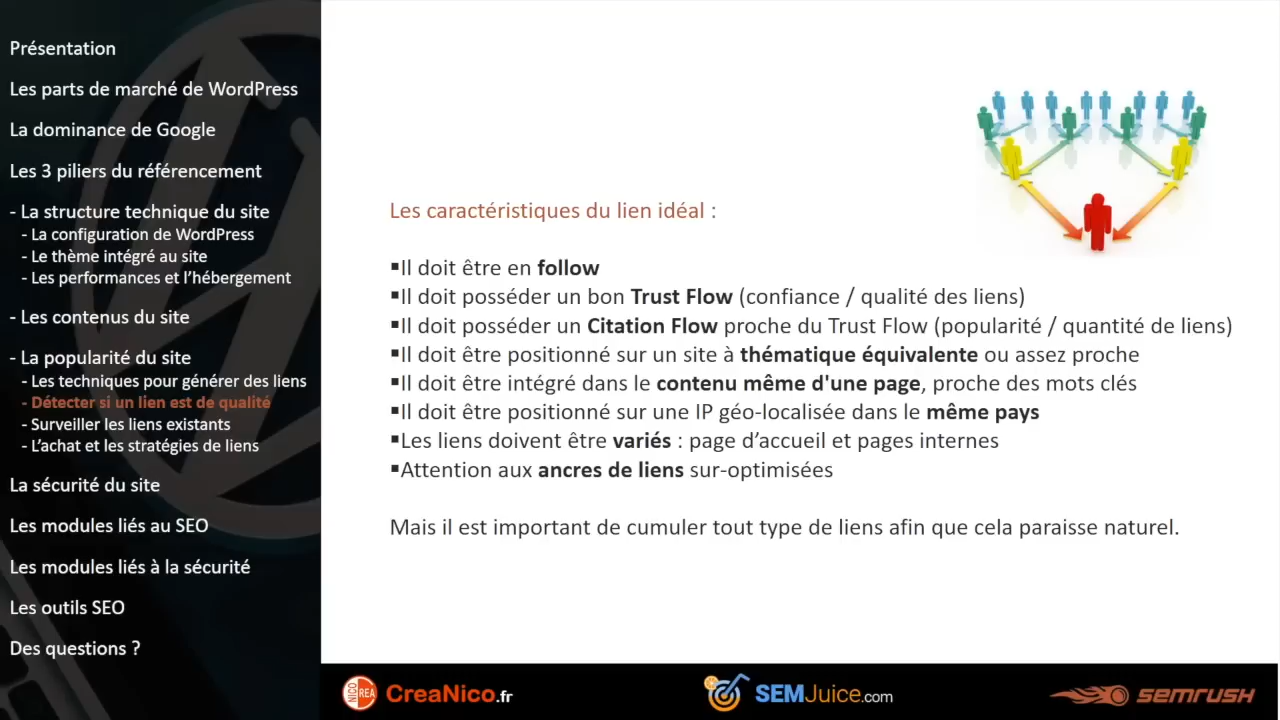 Présentation
Les parts de marché de WordPress
La dominance de Google
Les 3 piliers du référencement
- La structure technique du site
- La configuration de WordPress
- Le thème intégré au site
- Les performances et l’hébergement
- Les contenus du site
- La popularité du site
- Les techniques pour générer des liens
- Détecter si un lien est de qualité
- Surveiller les liens existants
- L’achat et les stratégies de liens
La sécurité du site
Les modules liés au SEO
Les modules liés à la sécurité
Les outils SEO
Des questions ?
Les caractéristiques du lien idéal :
▪Il doit être en follow
▪Il doit posséder un bon Trust Flow (confiance / qualité des liens)
▪Il doit posséder un Citation Flow proche du Trust Flow (popularité / quantité de liens)
▪Il doit être positionné sur un site à thématique équivalente ou assez proche
▪Il doit être intégré dans le contenu même d'une page, proche des mots clés
▪Il doit être positionné sur une IP géo-localisée dans le même pays
▪Les liens doivent être variés : page d’accueil et pages internes
▪Attention aux ancres de liens sur-optimisées
Mais il est important de cumuler tout type de liens afin que cela paraisse naturel.
NICO CREA CreaNico.fr
SEMJuice.com
semrush